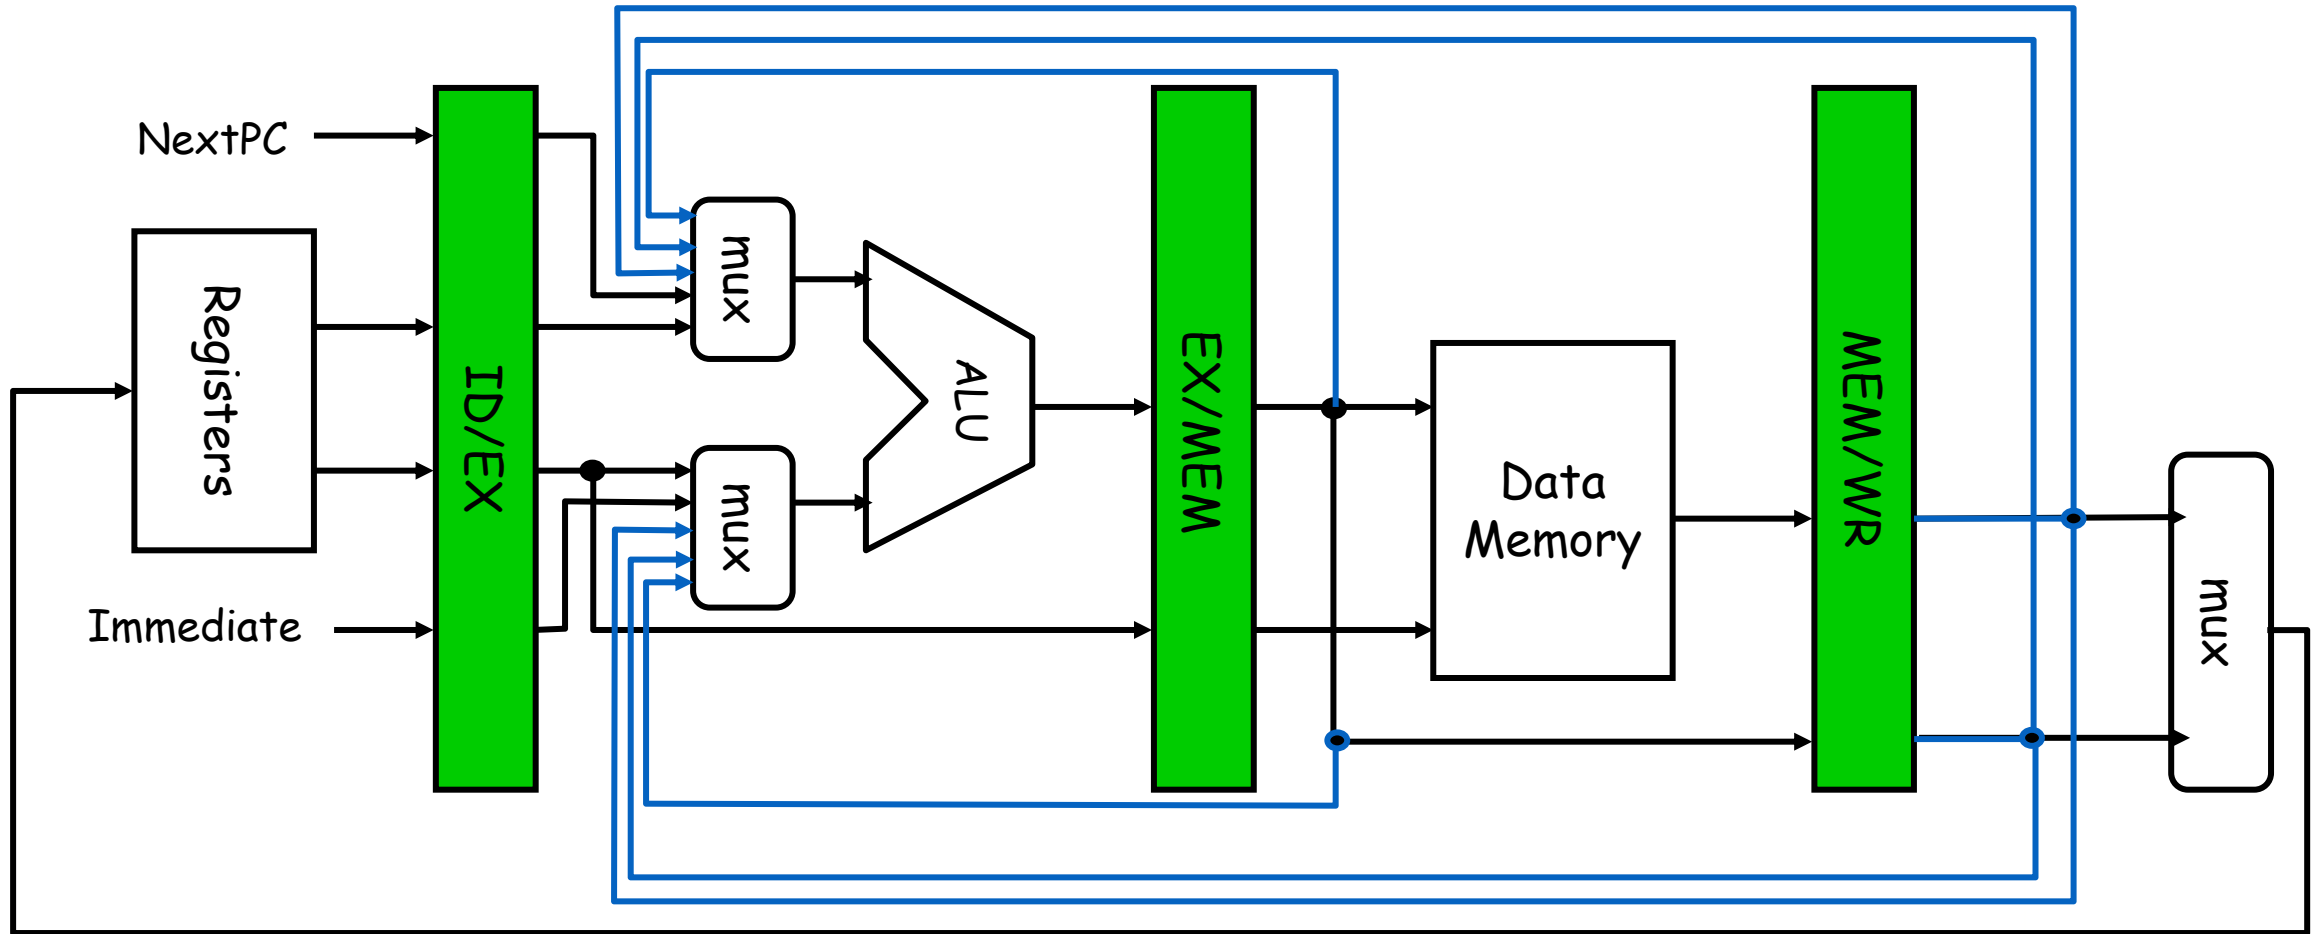 NextPC
Registers
Immediate
ID/EX
mux
mux
ALU
EX/MEM
Data
Memory
MEM/WR
mux